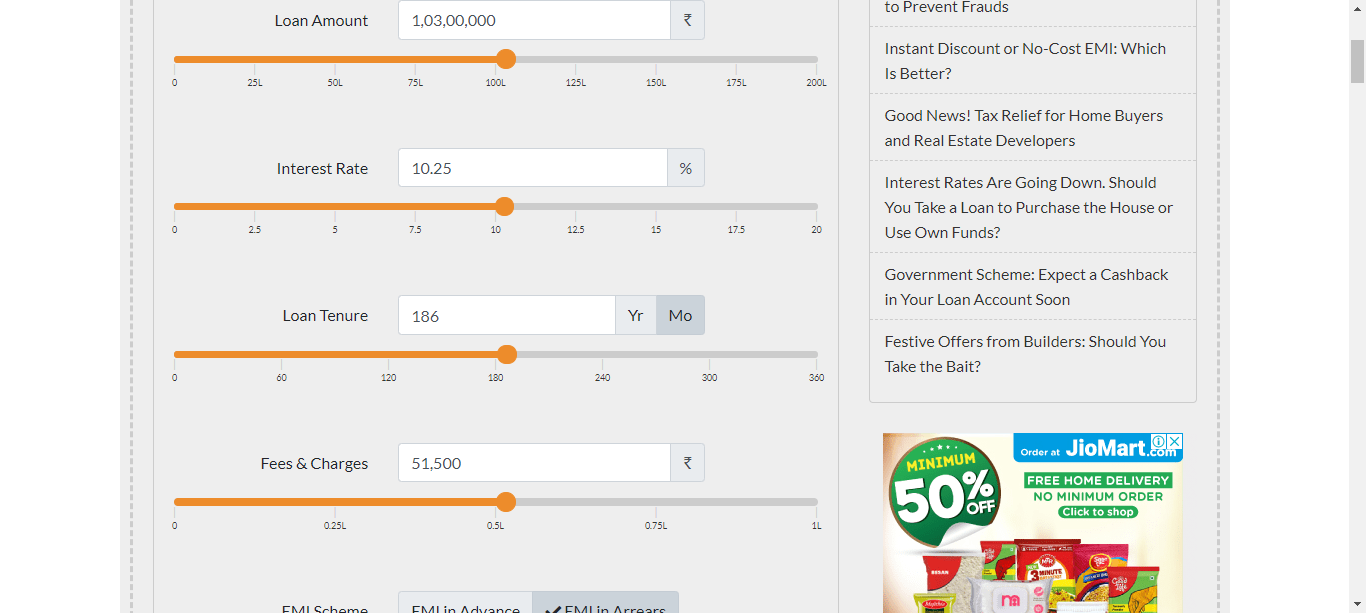 Loan Amount
1,03,00,000
₹
0 25L 50L 75L 100L 125L 150L 175L 200L
Interest Rate
10.25
%
0 2.5 5 7.5 10 12.5 15 17.5 20
Loan Tenure
186
Yr
Mo
0 60 120 180 240 300 360
Fees & Charges
51,500
₹
0 0.25L 0.5L 0.75L 1L
EMI Scheme
EMI in Advance
EMI in Arrears
to Prevent Frauds
Instant Discount or No-Cost EMI: Which
Is Better?
Good News! Tax Relief for Home Buyers
and Real Estate Developers
Interest Rates Are Going Down. Should
You Take a Loan to Purchase the House or
Use Own Funds?
Government Scheme: Expect a Cashback
in Your Loan Account Soon
Festive Offers from Builders: Should You
Take the Bait?
MINIMUM
50% OFF
Order at JioMart.com
FREE HOME DELIVERY
NO MINIMUM ORDER
Click to shop
BESAN
MTR
3 MINUTE